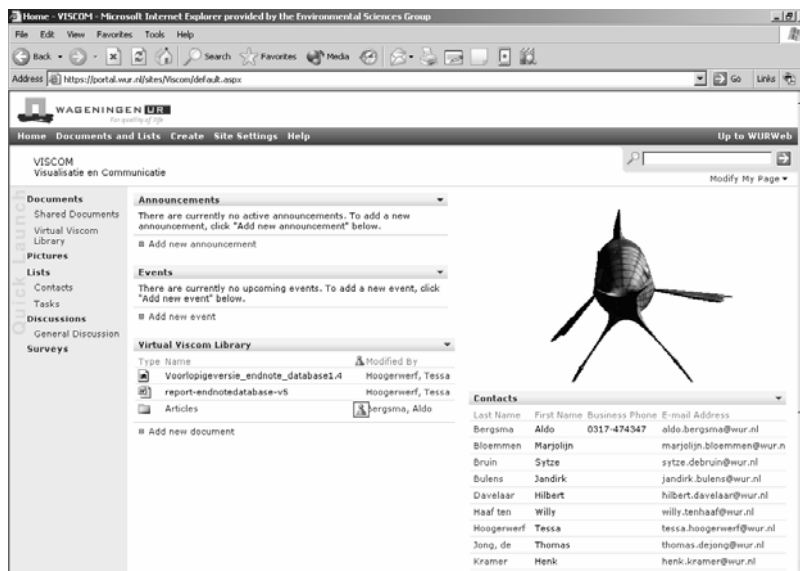 Home - VISCOM - Microsoft Internet Explorer provided by the Environmental Sciences Group
File Edit View Favorites Tools Help
Back Search Favorites Media
Address https://portal.wur.nl/sites/Viscom/default.aspx Go Links
WAGENINGEN UR
For quality of life
Home Documents and Lists Create Site Settings Help Up to WURWeb
VISCOM
Visualisatie en Communicatie
Modify My Page
Quick Launch
Documents
Shared Documents
Virtual Viscom
Library
Pictures
Lists
Contacts
Tasks
Discussions
General Discussion
Surveys
Announcements
There are currently no active announcements. To add a new
announcement, click "Add new announcement" below.
Add new announcement
Events
There are currently no upcoming events. To add a new event, click
"Add new event" below.
Add new event
Virtual Viscom Library
Type Name Modified By
Voorlopigeversie_endnote_database1.4 Hoogerwerf, Tessa
report-endnotedatabase-v5 Hoogerwerf, Tessa
Articles bergsma, Aldo
Add new document
Contacts
Last Name First Name Business Phone E-mail Address
Bergsma Aldo 0317-474347 aldo.bergsma@wur.nl
Bloemmen Marjolijn marjolijn.bloemmen@wur.n
Bruin Sytze sytze.debruin@wur.nl
Bulens Jandirk jandirk.bulens@wur.nl
Davelaar Hilbert hilbert.davelaar@wur.nl
Haaf ten Willy willy.tenhaaf@wur.nl
Hoogerwerf Tessa tessa.hoogerwerf@wur.nl
Jong, de Thomas thomas.dejong@wur.nl
Kramer Henk henk.kramer@wur.nl